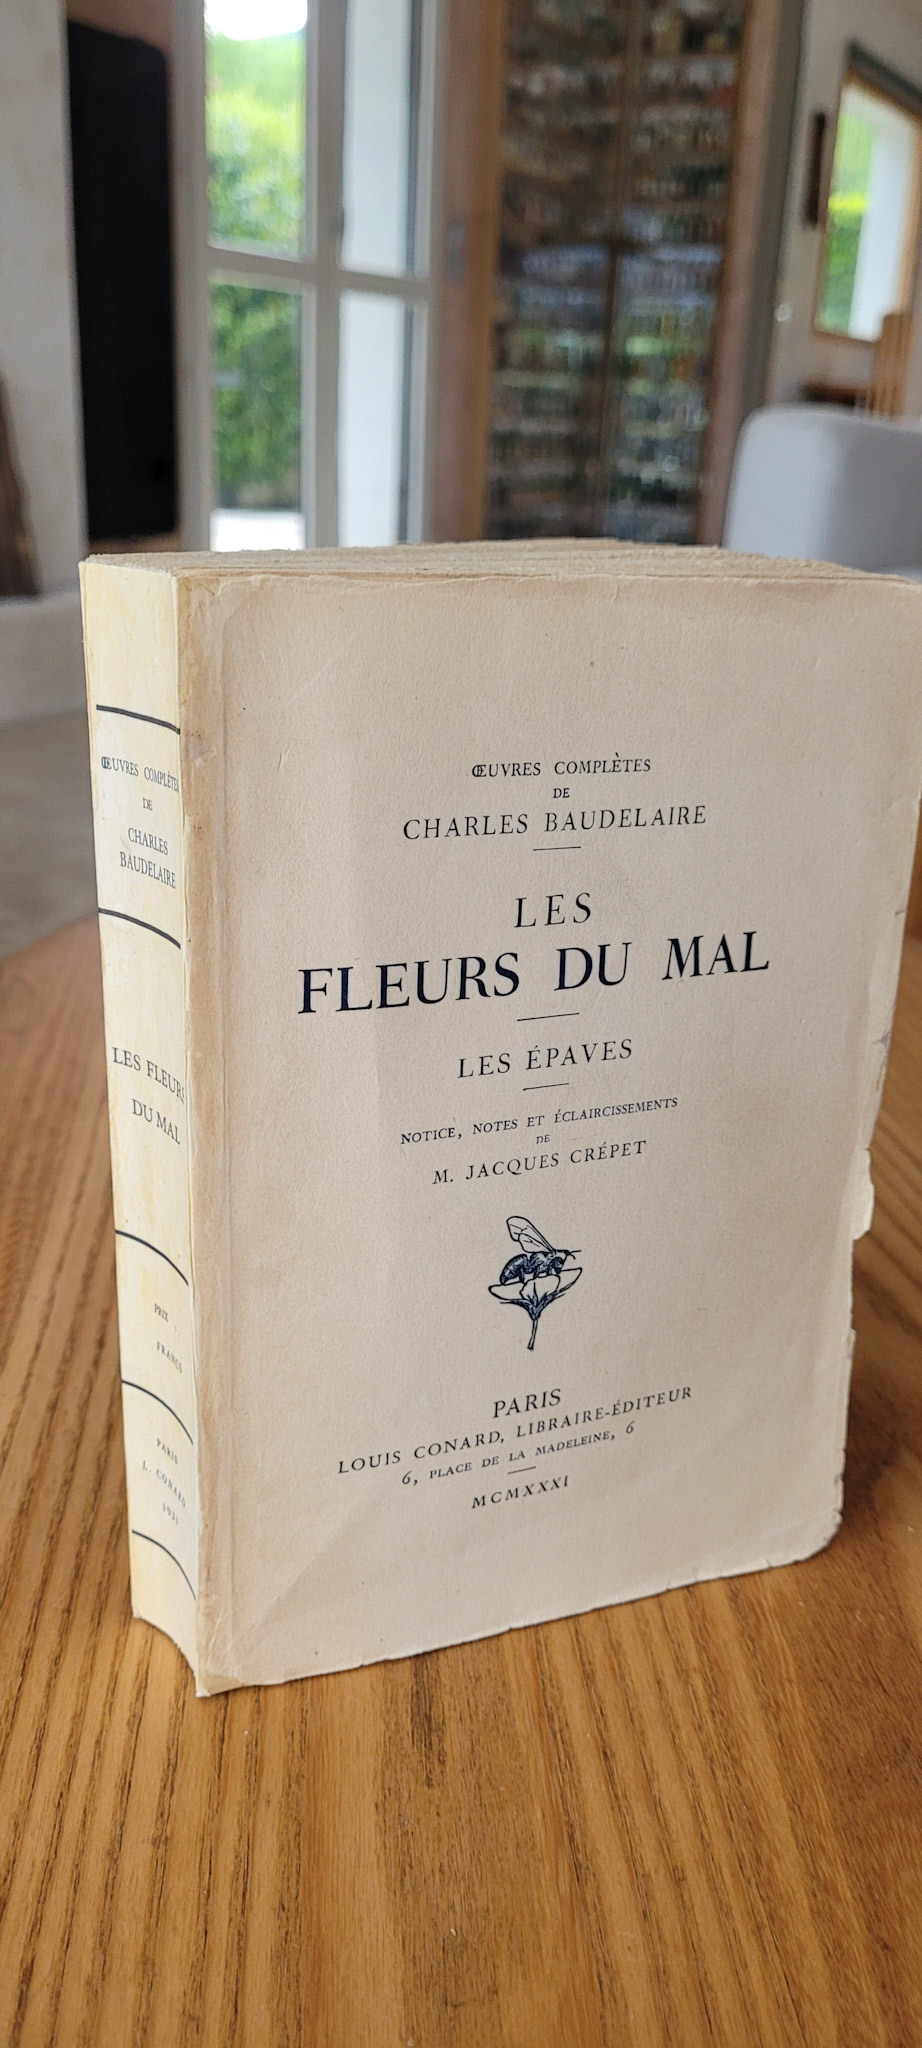 ŒUVRES COMPLÈTES
DE
CHARLES
BAUDELAIRE
LES FLEURS
DU MAL
PRIX
FRANCS
PARIS
L. CONARD
1931
ŒUVRES COMPLÈTES
DE
CHARLES BAUDELAIRE
LES
FLEURS DU MAL
LES ÉPAVES
NOTICE, NOTES ET ÉCLAIRCISSEMENTS
DE
M. JACQUES CRÉPET
PARIS
LOUIS CONARD, LIBRAIRE-ÉDITEUR
6, PLACE DE LA MADELEINE, 6
MCMXXXI